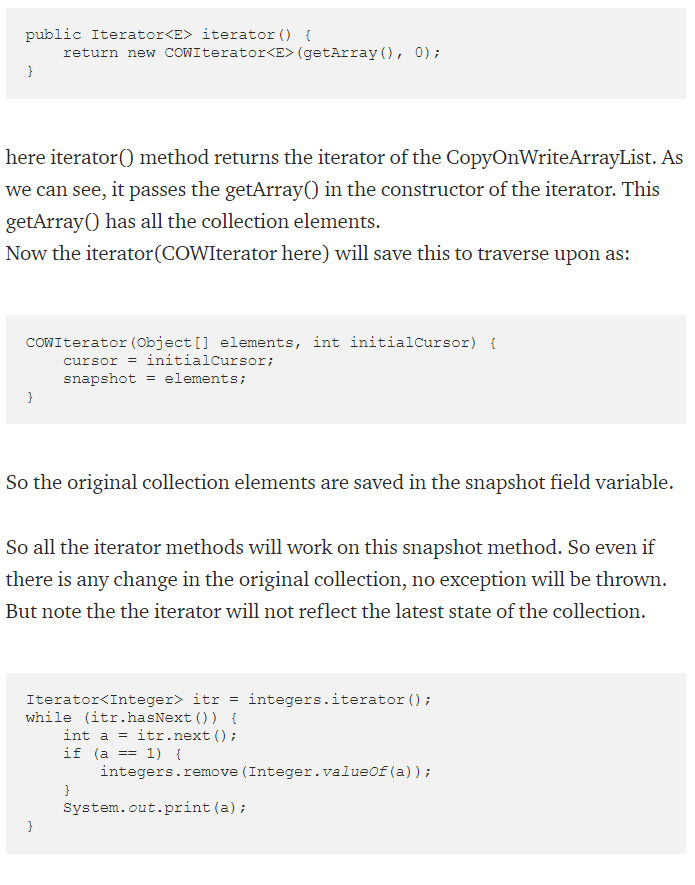 public Iterator<E> iterator() {
    return new COWIterator<E>(getArray(), 0);
}
here iterator() method returns the iterator of the CopyOnWriteArrayList. As
we can see, it passes the getArray() in the constructor of the iterator. This
getArray() has all the collection elements.
Now the iterator(COWIterator here) will save this to traverse upon as:
COWIterator(Object[] elements, int initialCursor) {
    cursor = initialCursor;
    snapshot = elements;
}
So the original collection elements are saved in the snapshot field variable.
So all the iterator methods will work on this snapshot method. So even if
there is any change in the original collection, no exception will be thrown.
But note the the iterator will not reflect the latest state of the collection.
Iterator<Integer> itr = integers.iterator();
while (itr.hasNext()) {
    int a = itr.next();
    if (a == 1) {
        integers.remove(Integer.valueOf(a));
    }
    System.out.print(a);
}